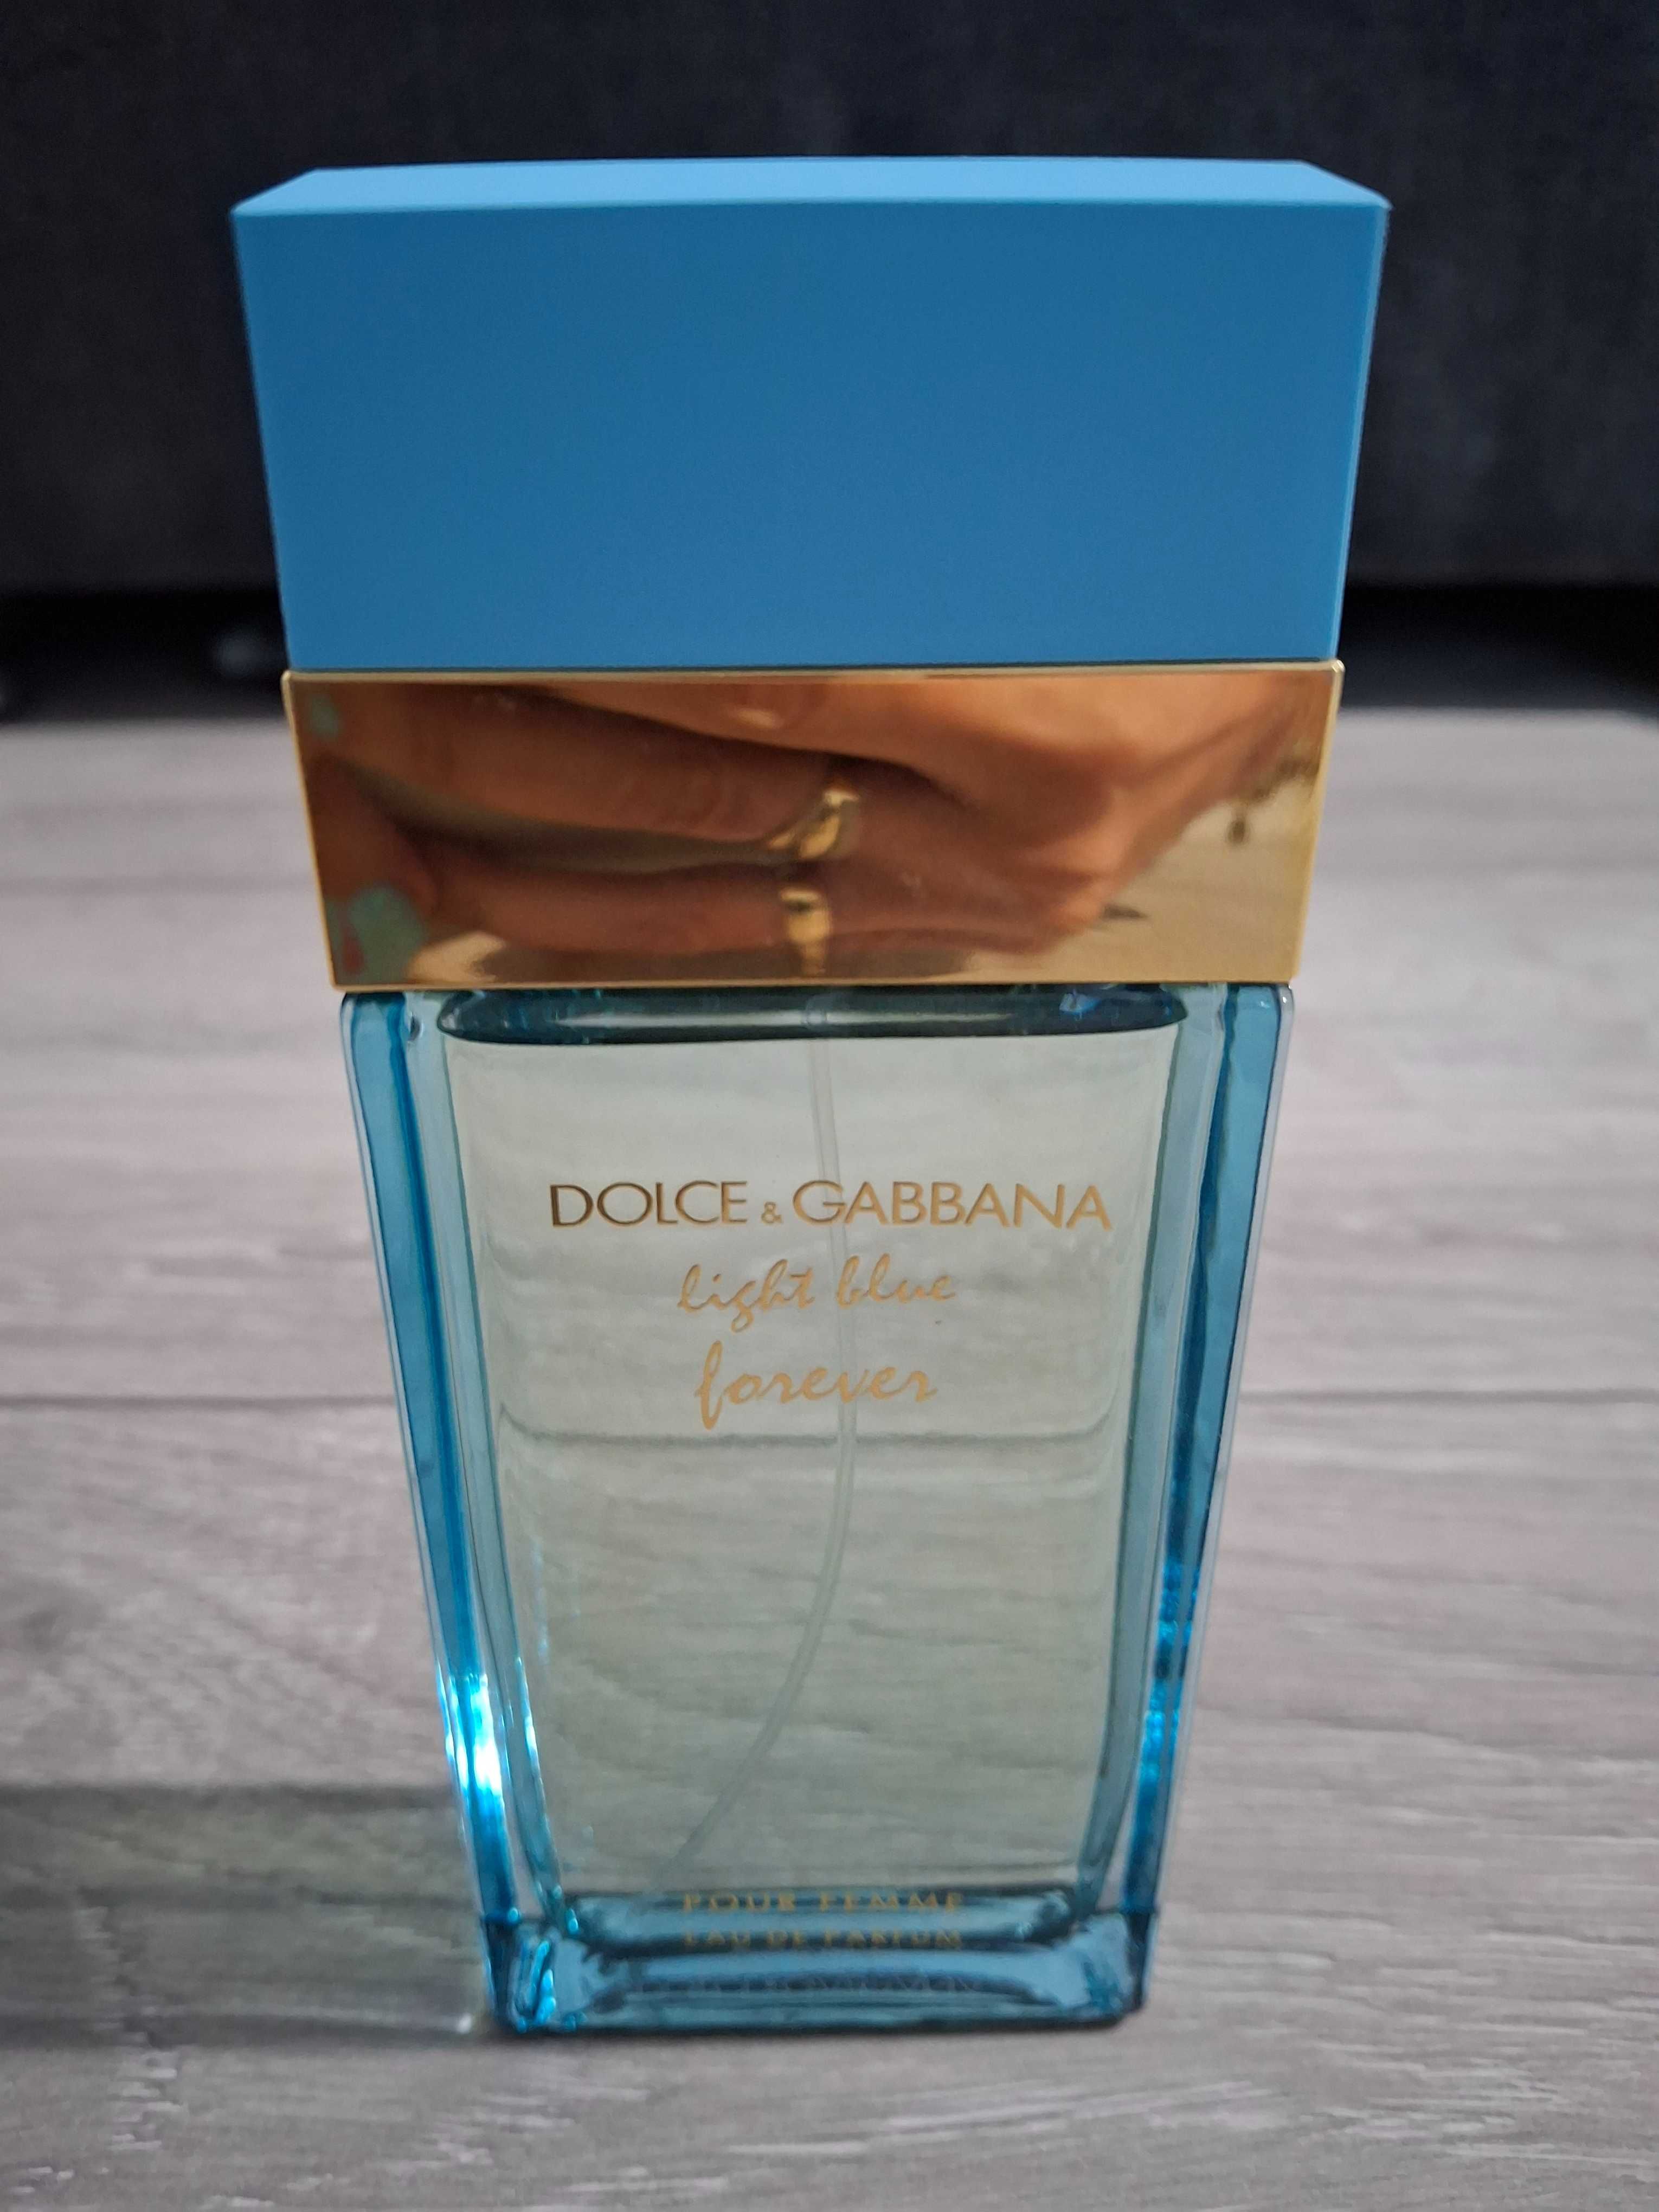 DOLCE & GABBANA
light blue
forever
POUR FEMME
EAU DE PARFUM